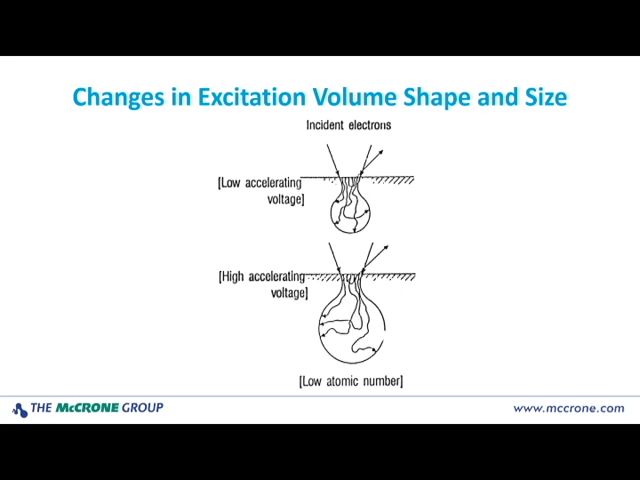 Changes in Excitation Volume Shape and Size
Incident electrons
[Low accelerating
voltage]
[High accelerating
voltage]
[Low atomic number]
THE McCRONE GROUP
www.mccrone.com